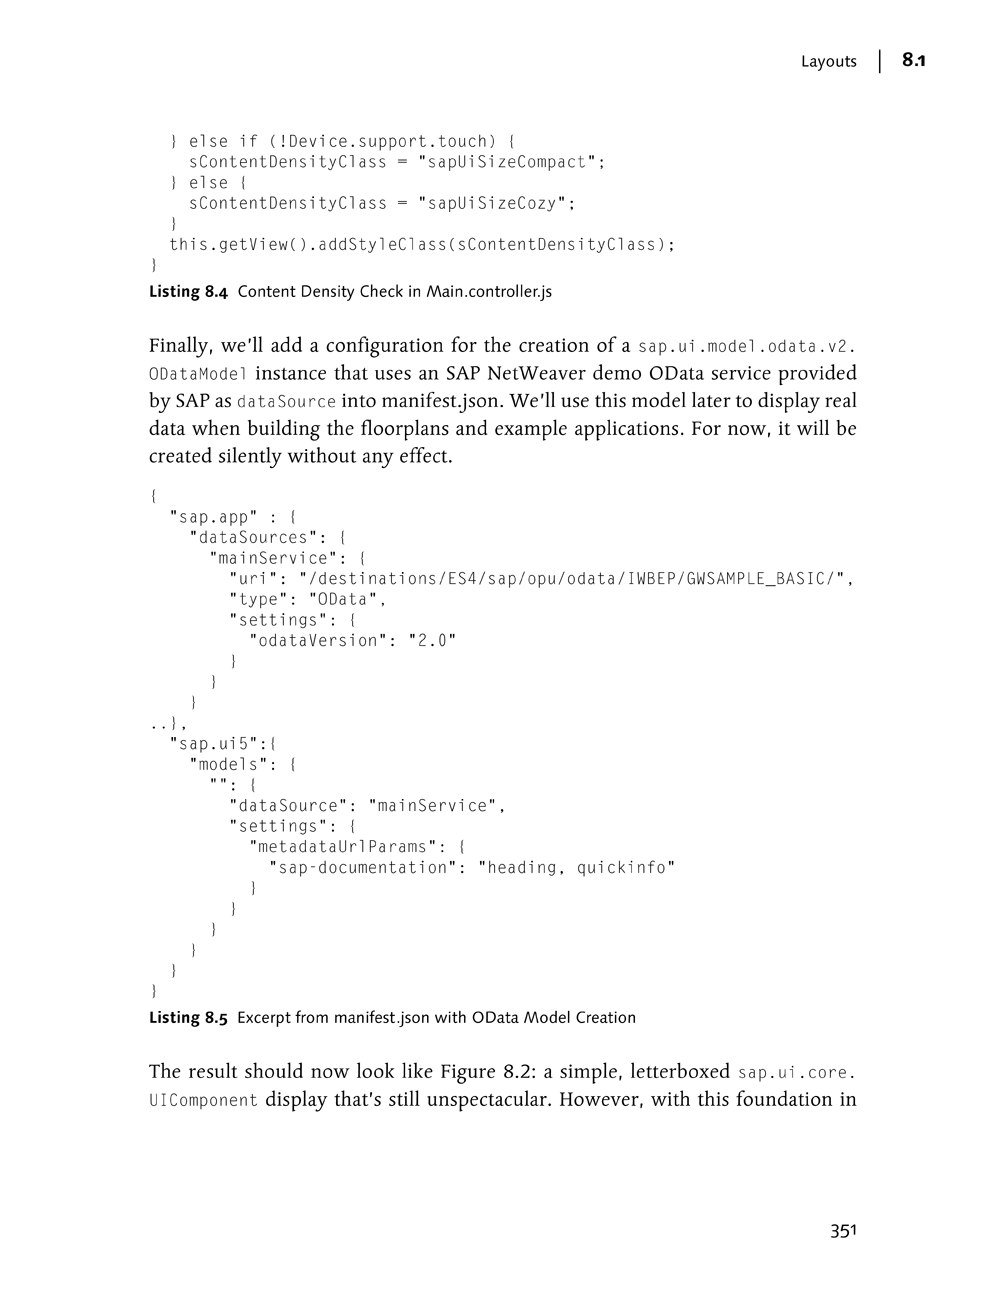 Layouts | 8.1
} else if (!Device.support.touch) {
sContentDensityClass = "sapUiSizeCompact";
} else {
sContentDensityClass = "sapUiSizeCozy";
}
this.getView().addStyleClass(sContentDensityClass);
}
Listing 8.4 Content Density Check in Main.controller.js
Finally, we'll add a configuration for the creation of a sap.ui.model.odata.v2.
ODataModel instance that uses an SAP NetWeaver demo OData service provided
by SAP as dataSource into manifest.json. We'll use this model later to display real
data when building the floorplans and example applications. For now, it will be
created silently without any effect.
{
"sap.app" : {
"dataSources": {
"mainService": {
"uri": "/destinations/ES4/sap/opu/odata/IWBEP/GWSAMPLE_BASIC/",
"type": "OData",
"settings": {
"odataVersion": "2.0"
}
}
}
..},
"sap.ui5":{
"models": {
"": {
"dataSource": "mainService",
"settings": {
"metadataUrlParams": {
"sap-documentation": "heading, quickinfo"
}
}
}
}
}
}
Listing 8.5 Excerpt from manifest.json with OData Model Creation
The result should now look like Figure 8.2: a simple, letterboxed sap.ui.core.
UIComponent display that's still unspectacular. However, with this foundation in
351